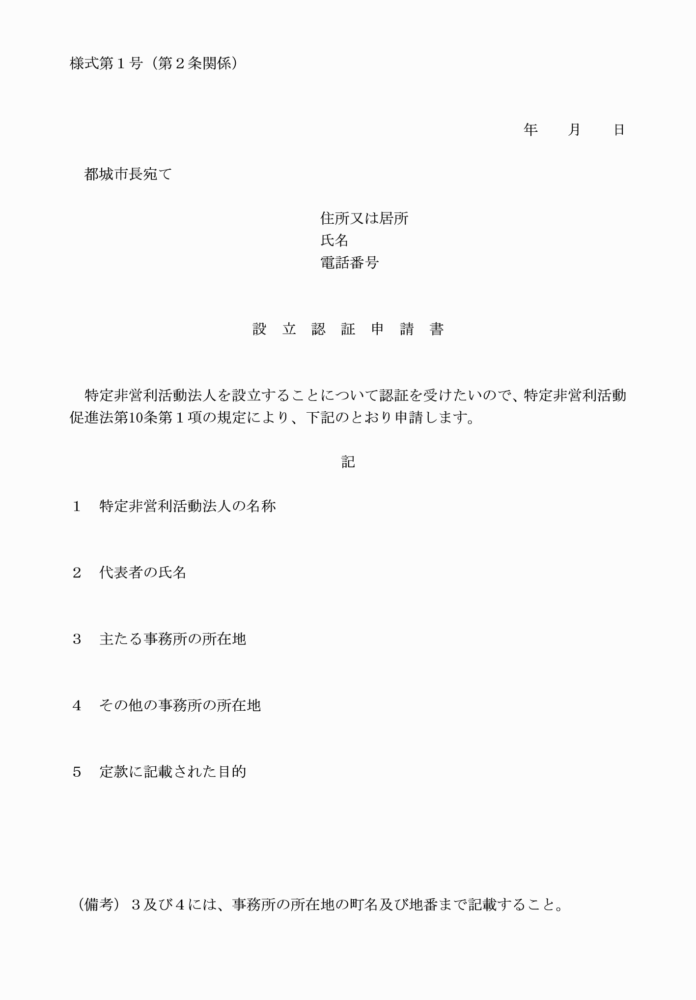 様式第１号（第２条関係）
年　　月　　日
都城市長宛て
住所又は居所
氏名
電話番号
設　立　認　証　申　請　書
特定非営利活動法人を設立することについて認証を受けたいので、特定非営利活動
促進法第10条第１項の規定により、下記のとおり申請します。
記
１　特定非営利活動法人の名称
２　代表者の氏名
３　主たる事務所の所在地
４　その他の事務所の所在地
５　定款に記載された目的
（備考）３及び４には、事務所の所在地の町名及び地番まで記載すること。